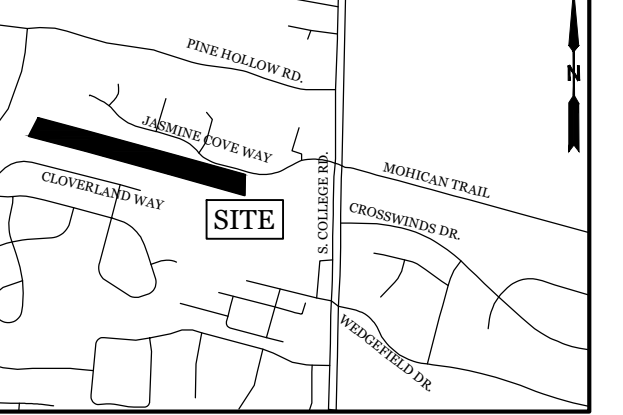 PINE HOLLOW RD.
N
JASMINE COVE WAY
CLOVERLAND WAY
SITE
S. COLLEGE RD.
MOHICAN TRAIL
CROSSWINDS DR.
WEDGEFIELD DR.